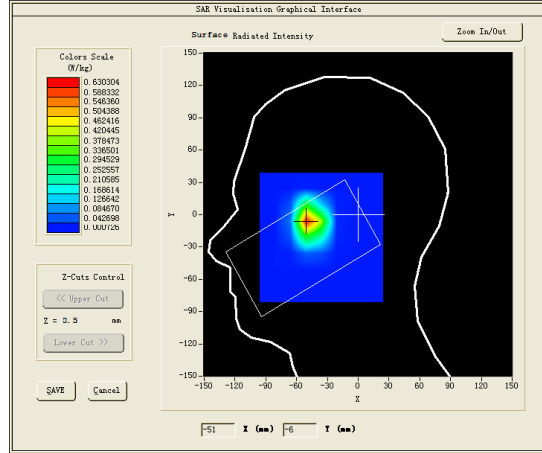 SAR Visualisation Graphical Interface
Surface Radiated Intensity
Zoom In/Out
Colors Scale
(W/kg)
0.630304
0.588332
0.546360
0.504388
0.462416
0.420445
0.378473
0.336501
0.294529
0.252557
0.210585
0.168614
0.126642
0.084670
0.042698
0.000726
Z-Cuts Control
<< Upper Cut
Z = 3.5 mm
Lower Cut >>
SAVE Cancel
150
120
90
60
30
0
-30
-60
-90
-120
-150
Y
-150 -120 -90 -60 -30 0 30 60 90 120 150
X
-51 X (mm) -6 Y (mm)